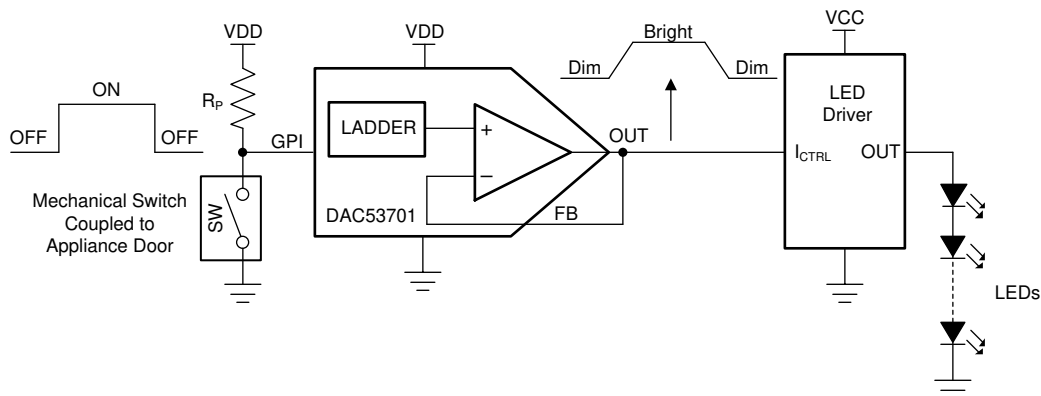 VDD
VDD
Bright
VCC
Dim
Dim
ON
R_P
LED
Driver
OFF
OFF
LADDER
+
OUT
GPI
I_CTRL
OUT
−
Mechanical Switch
Coupled to
Appliance Door
SW
DAC53701
FB
LEDs